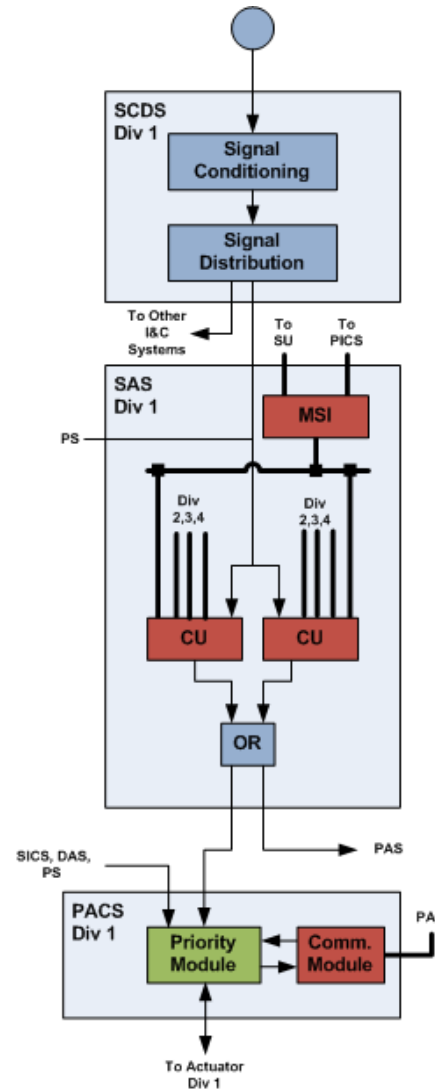 SCDS
Div 1
Signal
Conditioning
Signal
Distribution
To Other
I&C
Systems
To
SU
To
PICS
SAS
Div 1
MSI
PS
Div
2,3,4
Div
2,3,4
CU
CU
OR
PAS
SICS, DAS,
PS
PACS
Div 1
Priority
Module
Comm.
Module
PA
To Actuator
Div 1